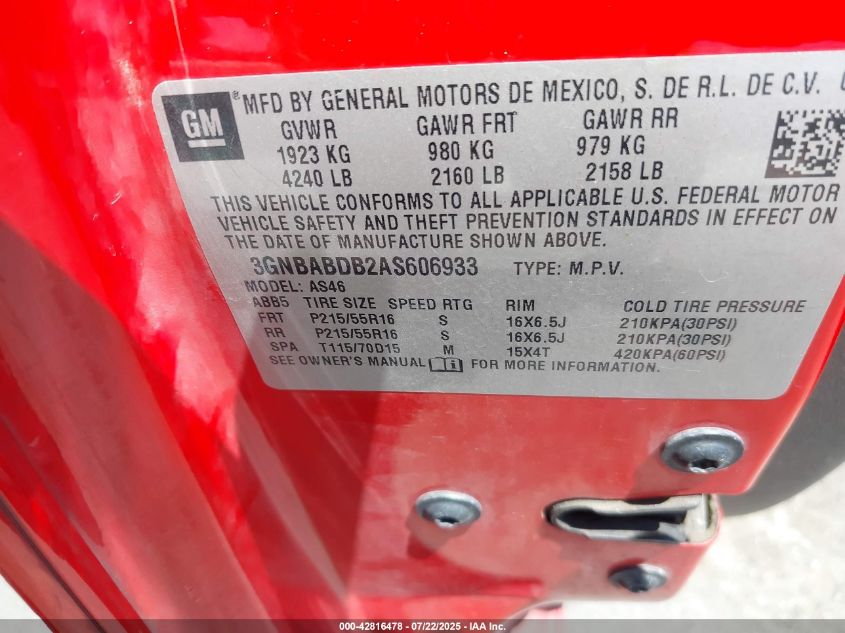 GM ® MFD BY GENERAL MOTORS DE MEXICO, S. DE R.L. DE C.V.
GVWR GAWR FRT GAWR RR
1923 KG 980 KG 979 KG
4240 LB 2160 LB 2158 LB
THIS VEHICLE CONFORMS TO ALL APPLICABLE U.S. FEDERAL MOTOR
VEHICLE SAFETY AND THEFT PREVENTION STANDARDS IN EFFECT ON
THE DATE OF MANUFACTURE SHOWN ABOVE.
3GNBABDB2AS606933 TYPE: M.P.V.
MODEL: AS46
ABB5 TIRE SIZE SPEED RTG RIM COLD TIRE PRESSURE
FRT P215/55R16 S 16X6.5J 210KPA(30PSI)
RR P215/55R16 S 16X6.5J 210KPA(30PSI)
SPA T115/70D15 M 15X4T 420KPA(60PSI)
SEE OWNER'S MANUAL FOR MORE INFORMATION.
000-42816478 - 07/22/2025 - IAA Inc.